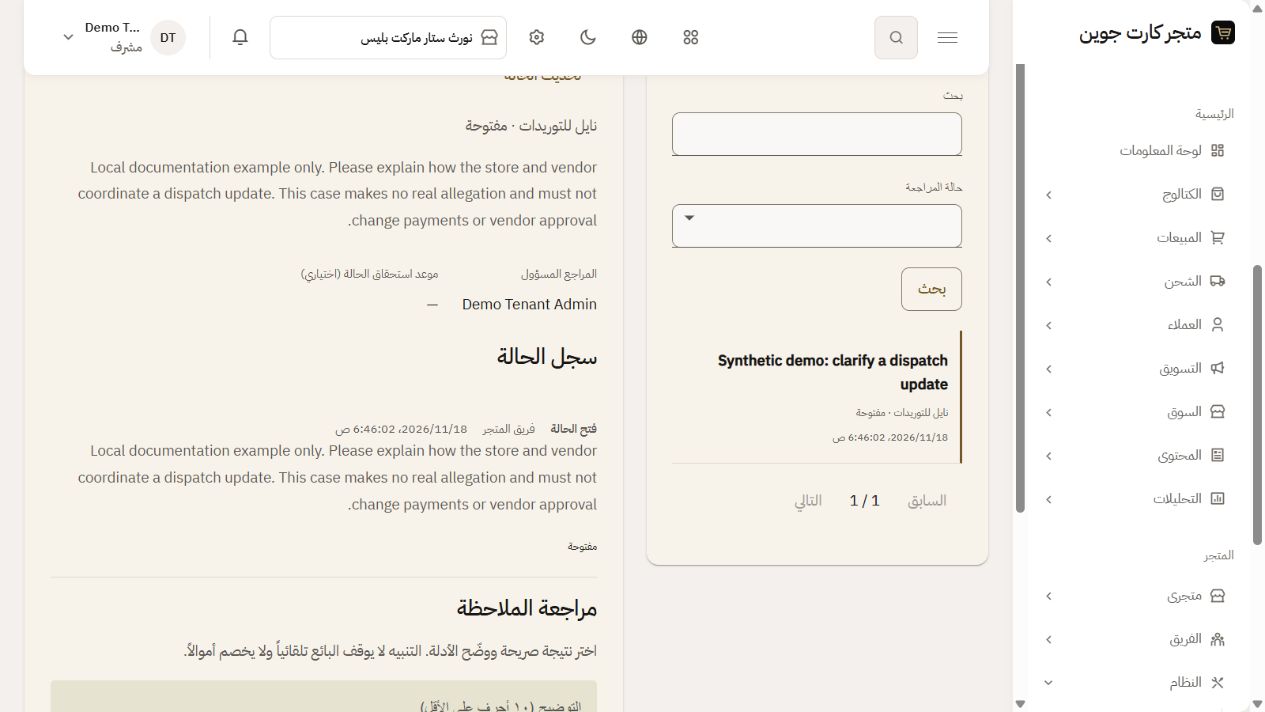 متجر كارت جوين
الرئيسية
لوحة المعلومات
الكتالوج
المبيعات
الشحن
العملاء
التسويق
السوق
المحتوى
التحليلات
المتجر
متجري
الفريق
النظام
نورث ستار ماركت بليس
DT
Demo T...
مشرف
بحث
حالة المراجعة
بحث
Synthetic demo: clarify a dispatch
update
نايل للتوريدات · مفتوحة
2026/11/18، 6:46:02 ص
السابق
1 / 1
التالي
تحديث الحالة
نايل للتوريدات · مفتوحة
Local documentation example only. Please explain how the store and vendor
coordinate a dispatch update. This case makes no real allegation and must not
change payments or vendor approval.
المراجع المسؤول
Demo Tenant Admin
موعد استحقاق الحالة (اختياري)
—
سجل الحالة
فتح الحالة فريق المتجر 2026/11/18، 6:46:02 ص
Local documentation example only. Please explain how the store and vendor
coordinate a dispatch update. This case makes no real allegation and must not
change payments or vendor approval.
مفتوحة
مراجعة الملاحظة
اختر نتيجة صريحة ووضّح الأدلة. التنبيه لا يوقف البائع تلقائياً ولا يخصم أموالاً.
التوضيح (١٠ أحرف على الأقل)